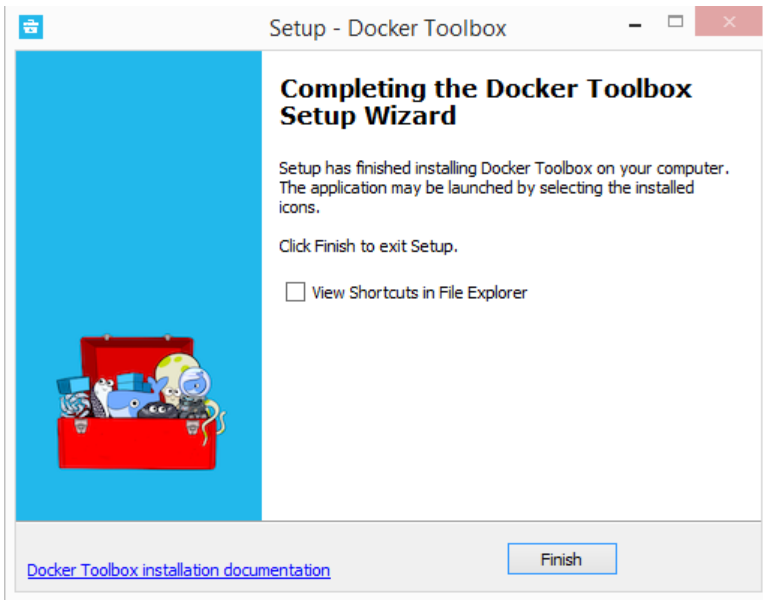 Setup - Docker Toolbox
Completing the Docker Toolbox
Setup Wizard
Setup has finished installing Docker Toolbox on your computer.
The application may be launched by selecting the installed
icons.
Click Finish to exit Setup.
View Shortcuts in File Explorer
Docker Toolbox installation documentation
Finish